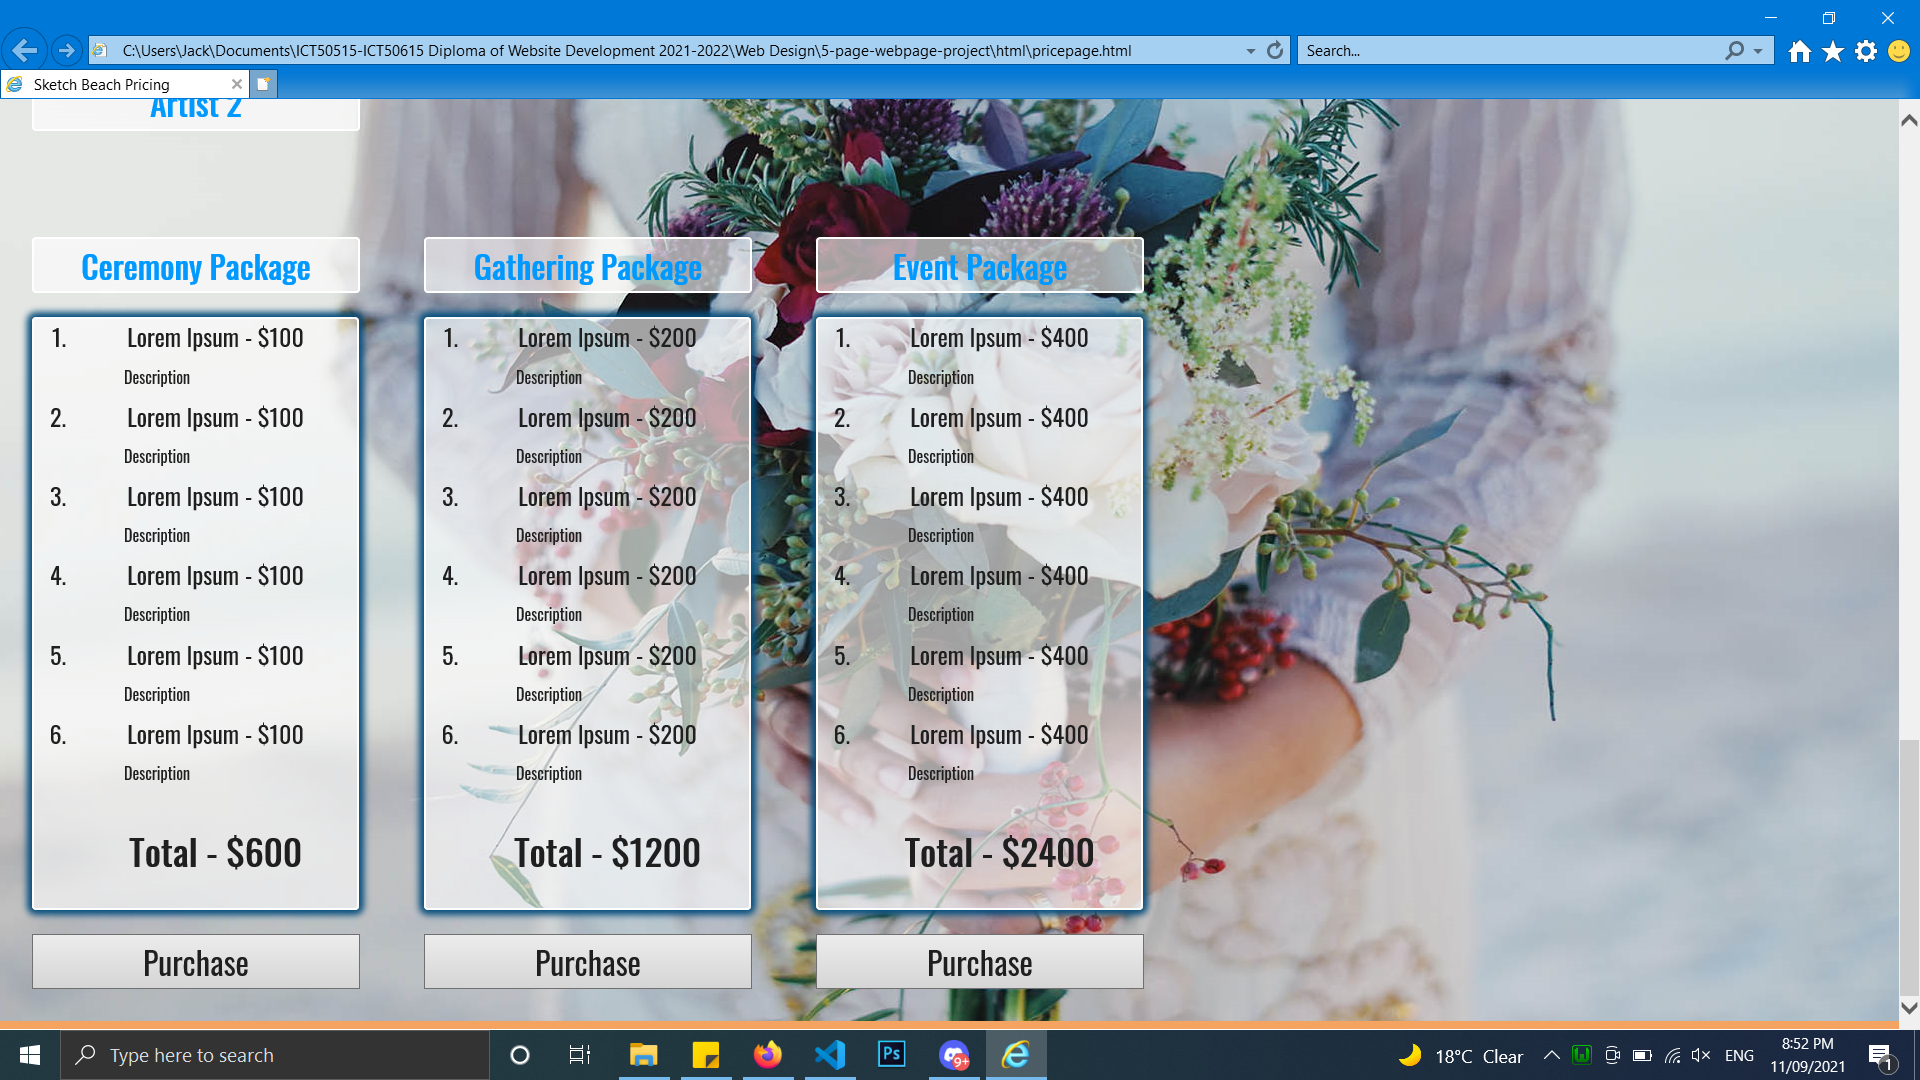 C:\Users\Jack\Documents\ICT50515-ICT50615 Diploma of Website Development 2021-2022\Web Design\5-page-webpage-project\html\pricepage.html
Search...
Sketch Beach Pricing
Artist 2
Ceremony Package
Gathering Package
Event Package
1. Lorem Ipsum - $100
Description
2. Lorem Ipsum - $100
Description
3. Lorem Ipsum - $100
Description
4. Lorem Ipsum - $100
Description
5. Lorem Ipsum - $100
Description
6. Lorem Ipsum - $100
Description
Total - $600
1. Lorem Ipsum - $200
Description
2. Lorem Ipsum - $200
Description
3. Lorem Ipsum - $200
Description
4. Lorem Ipsum - $200
Description
5. Lorem Ipsum - $200
Description
6. Lorem Ipsum - $200
Description
Total - $1200
1. Lorem Ipsum - $400
Description
2. Lorem Ipsum - $400
Description
3. Lorem Ipsum - $400
Description
4. Lorem Ipsum - $400
Description
5. Lorem Ipsum - $400
Description
6. Lorem Ipsum - $400
Description
Total - $2400
Purchase
Purchase
Purchase
Type here to search
Ps
9+
18°C Clear
ENG
8:52 PM
11/09/2021
1